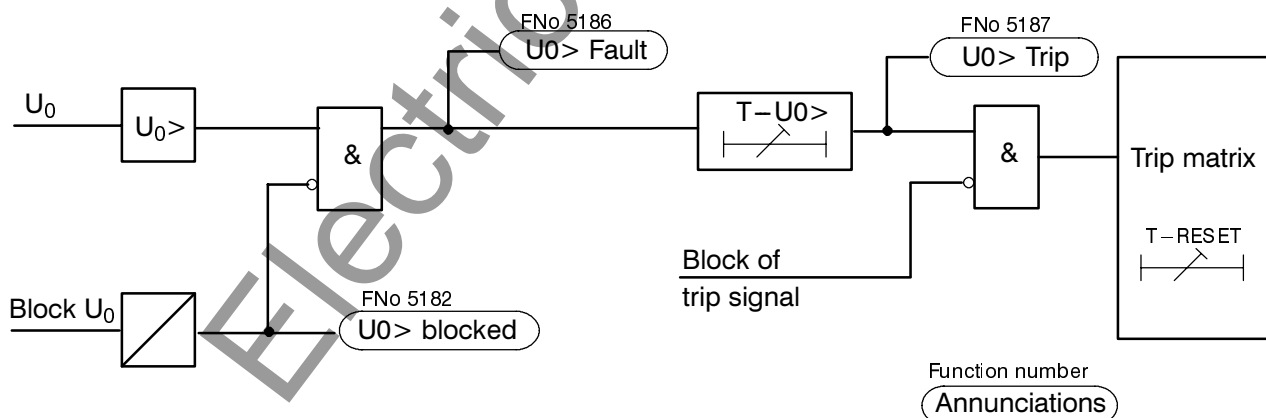 FNo 5186
U0> Fault
FNo 5187
U0> Trip
U₀
U₀>
&
T–U0>
&
Trip matrix
T–RESET
Block of
trip signal
Block U₀
FNo 5182
U0> blocked
Function number
Annunciations
Electric